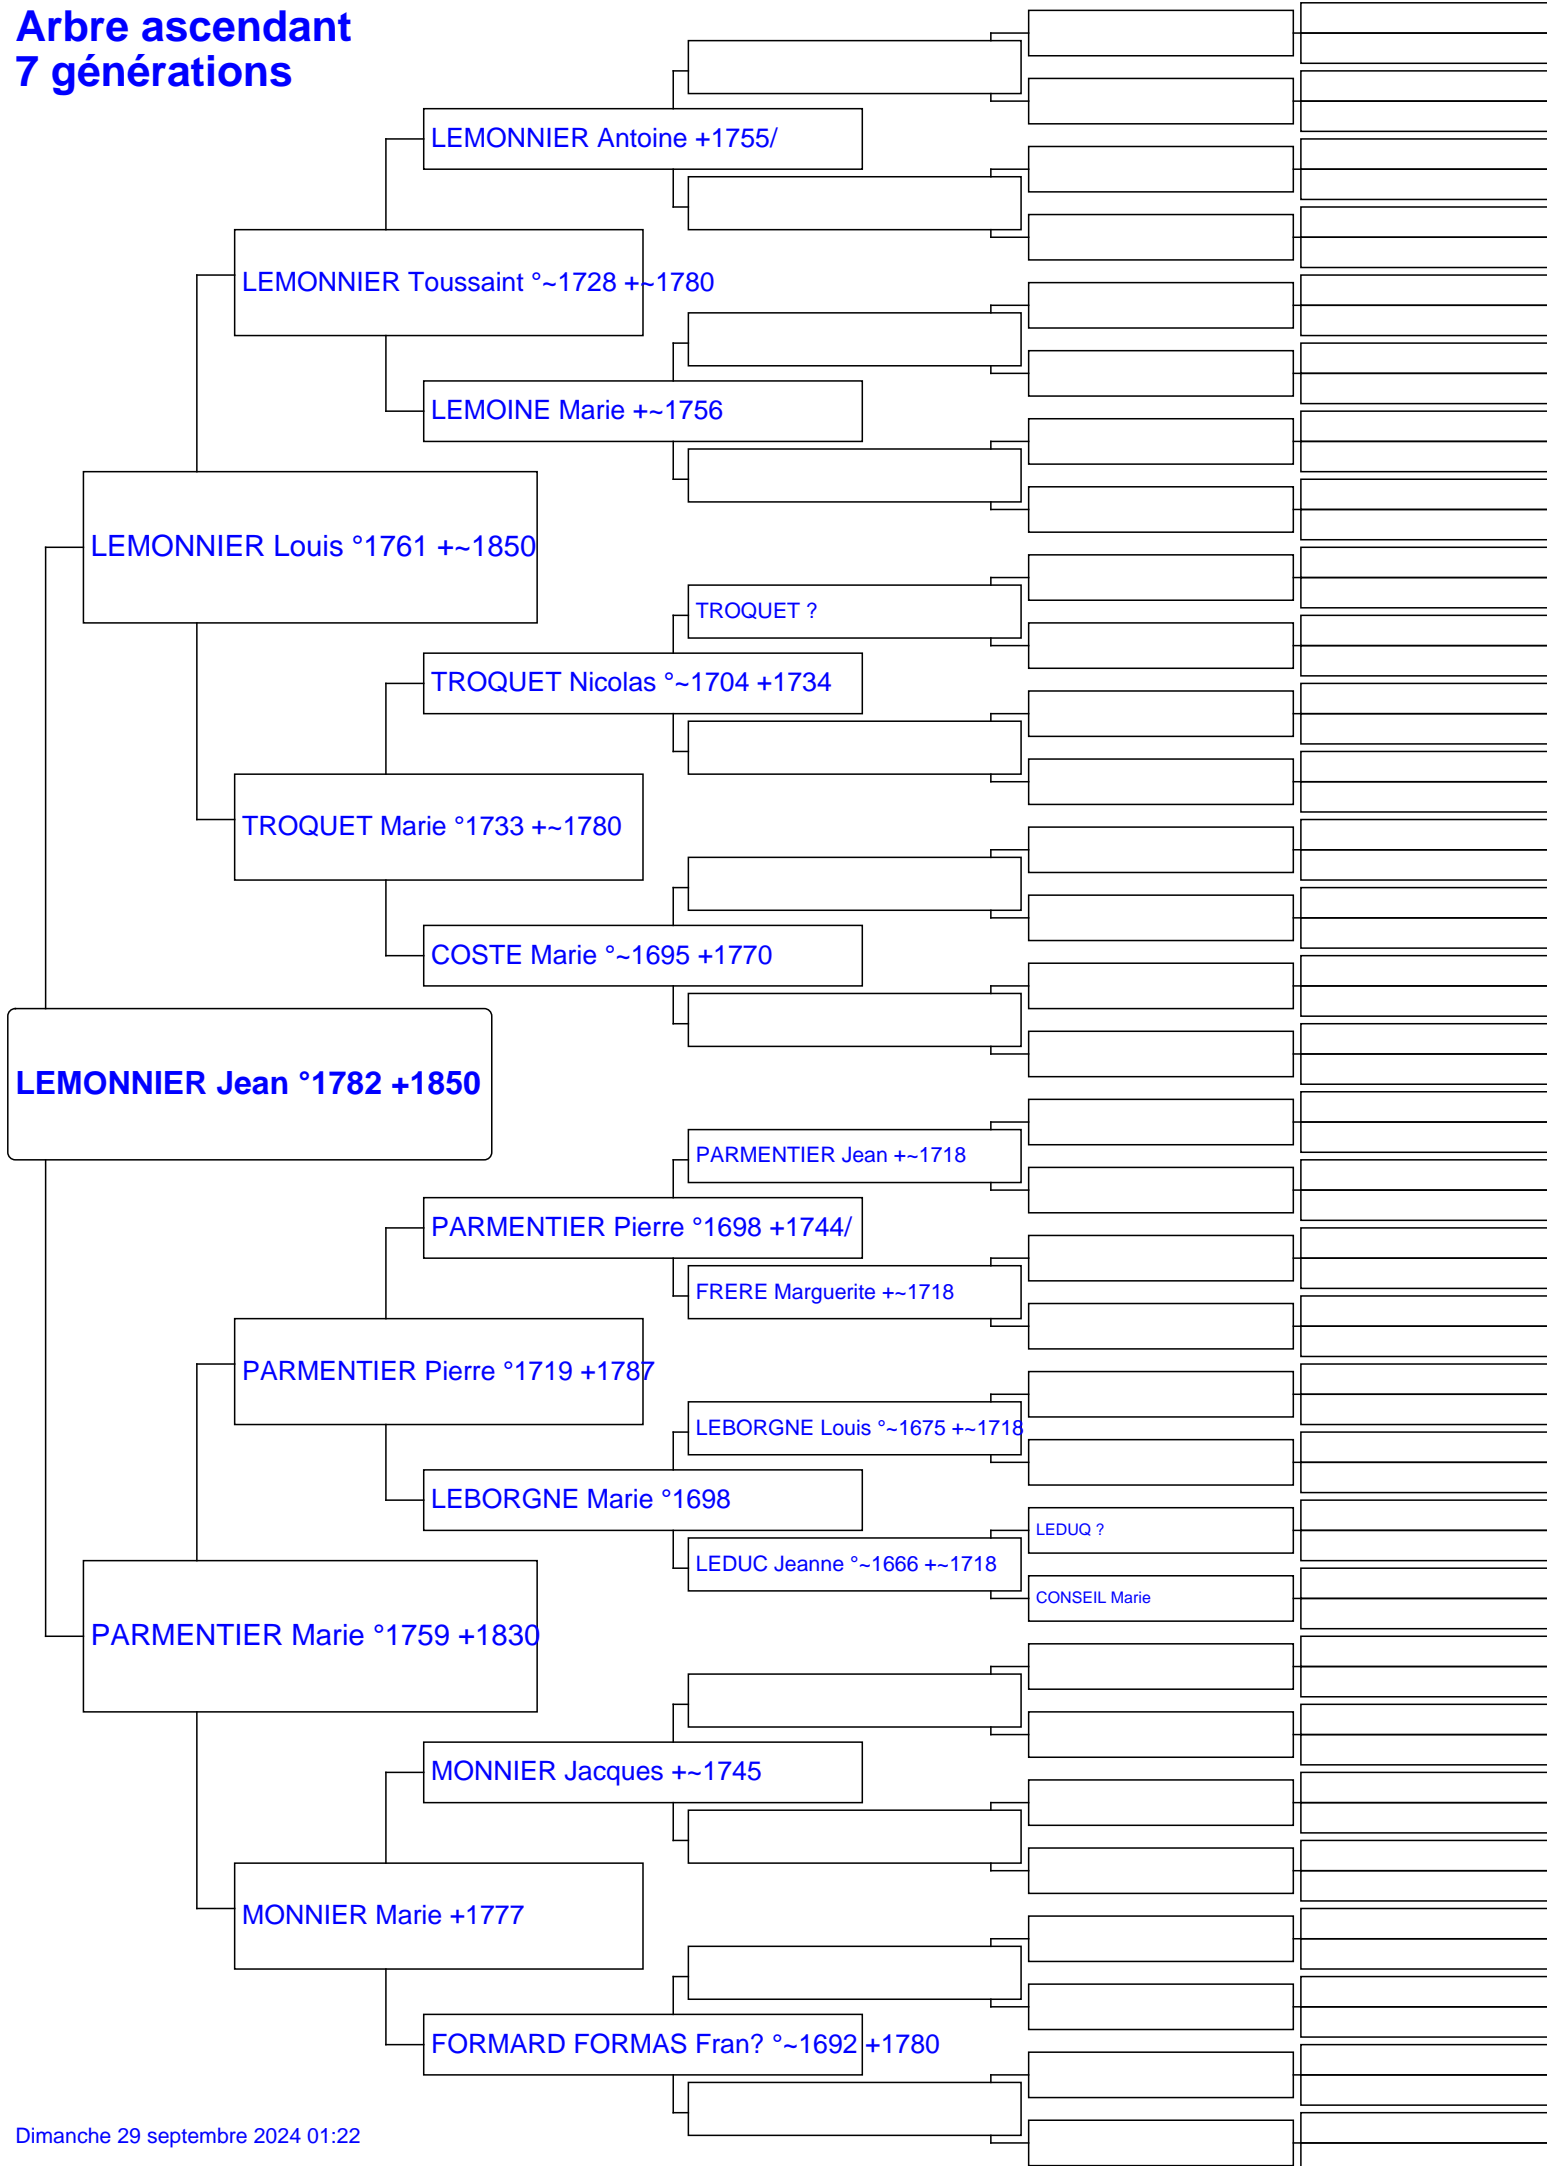 Arbre ascendant
7 générations
LEMONNIER Antoine +1755/
LEMONNIER Toussaint °~1728 +~1780
LEMOINE Marie +~1756
LEMONNIER Louis °1761 +~1850
TROQUET ?
TROQUET Nicolas °~1704 +1734
TROQUET Marie °1733 +~1780
COSTE Marie °~1695 +1770
LEMONNIER Jean °1782 +1850
PARMENTIER Jean +~1718
PARMENTIER Pierre °1698 +1744/
FRERE Marguerite +~1718
PARMENTIER Pierre °1719 +1787
LEBORGNE Louis °~1675 +~1718
LEBORGNE Marie °1698
LEDUQ ?
LEDUC Jeanne °~1666 +~1718
CONSEIL Marie
PARMENTIER Marie °1759 +1830
MONNIER Jacques +~1745
MONNIER Marie +1777
FORMARD FORMAS Fran? °~1692 +1780
Dimanche 29 septembre 2024 01:22